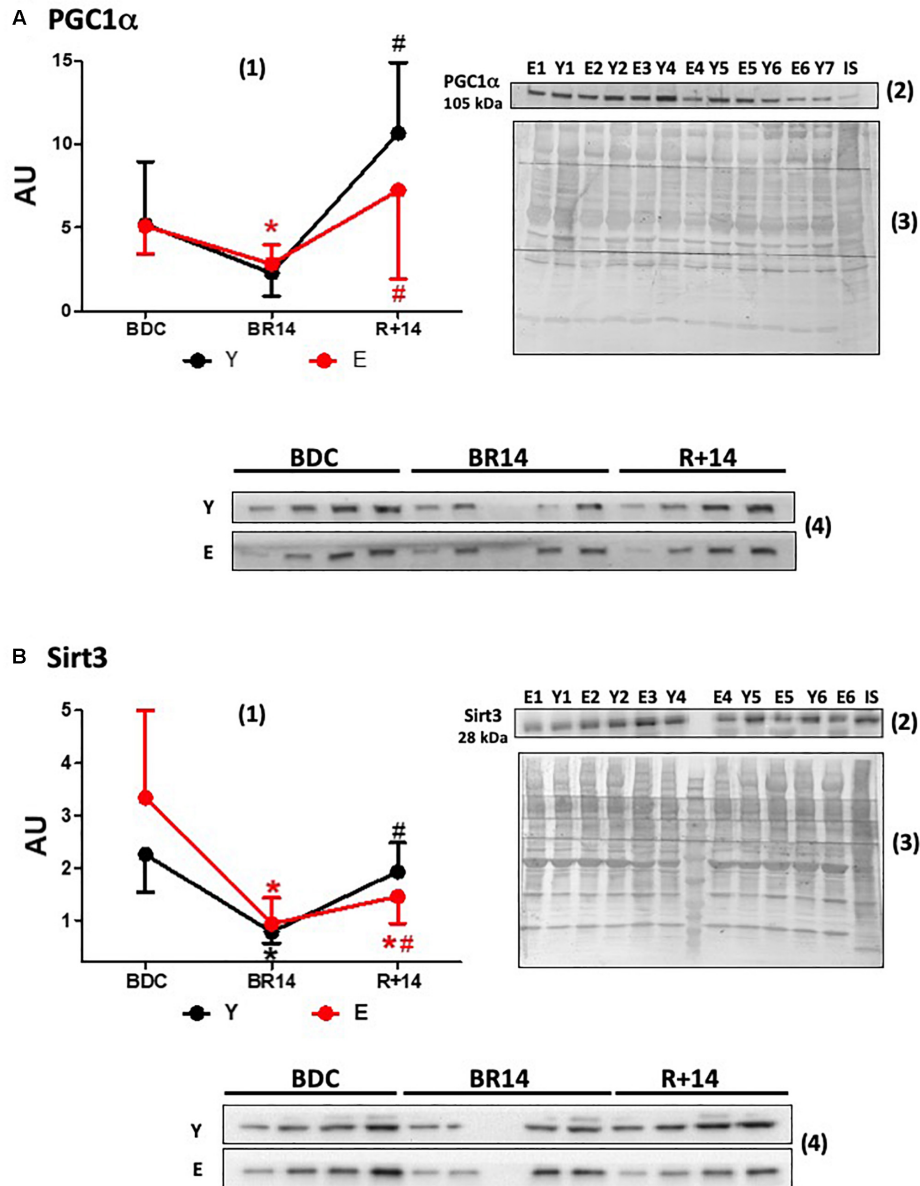 A PGC1α
15
10
5
0
AU
(1)
#
*
#
BDC BR14 R+14
Y E
E1 Y1 E2 Y2 E3 Y4 E4 Y5 E5 Y6 E6 Y7 IS
PGC1α
105 kDa
(2)
(3)
BDC BR14 R+14
Y
E
(4)
B Sirt3
5
4
3
2
1
AU
(1)
#
*
*
*#
BDC BR14 R+14
Y E
E1 Y1 E2 Y2 E3 Y4 E4 Y5 E5 Y6 E6 IS
Sirt3
28 kDa
(2)
(3)
BDC BR14 R+14
Y
E
(4)